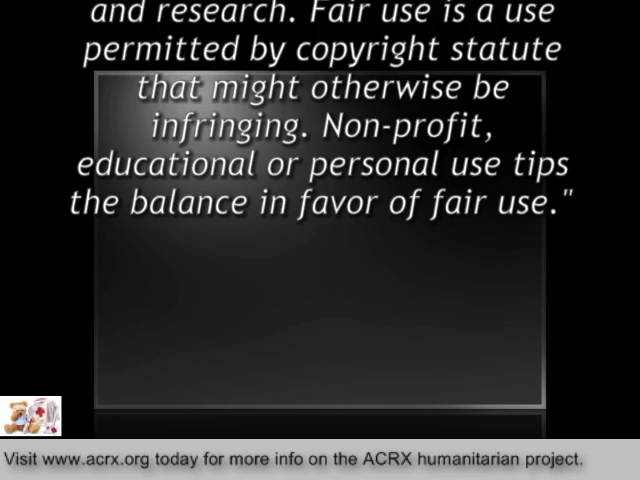 and research. Fair use is a use
permitted by copyright statute
that might otherwise be
infringing. Non-profit,
educational or personal use tips
the balance in favor of fair use."
Visit www.acrx.org today for more info on the ACRX humanitarian project.